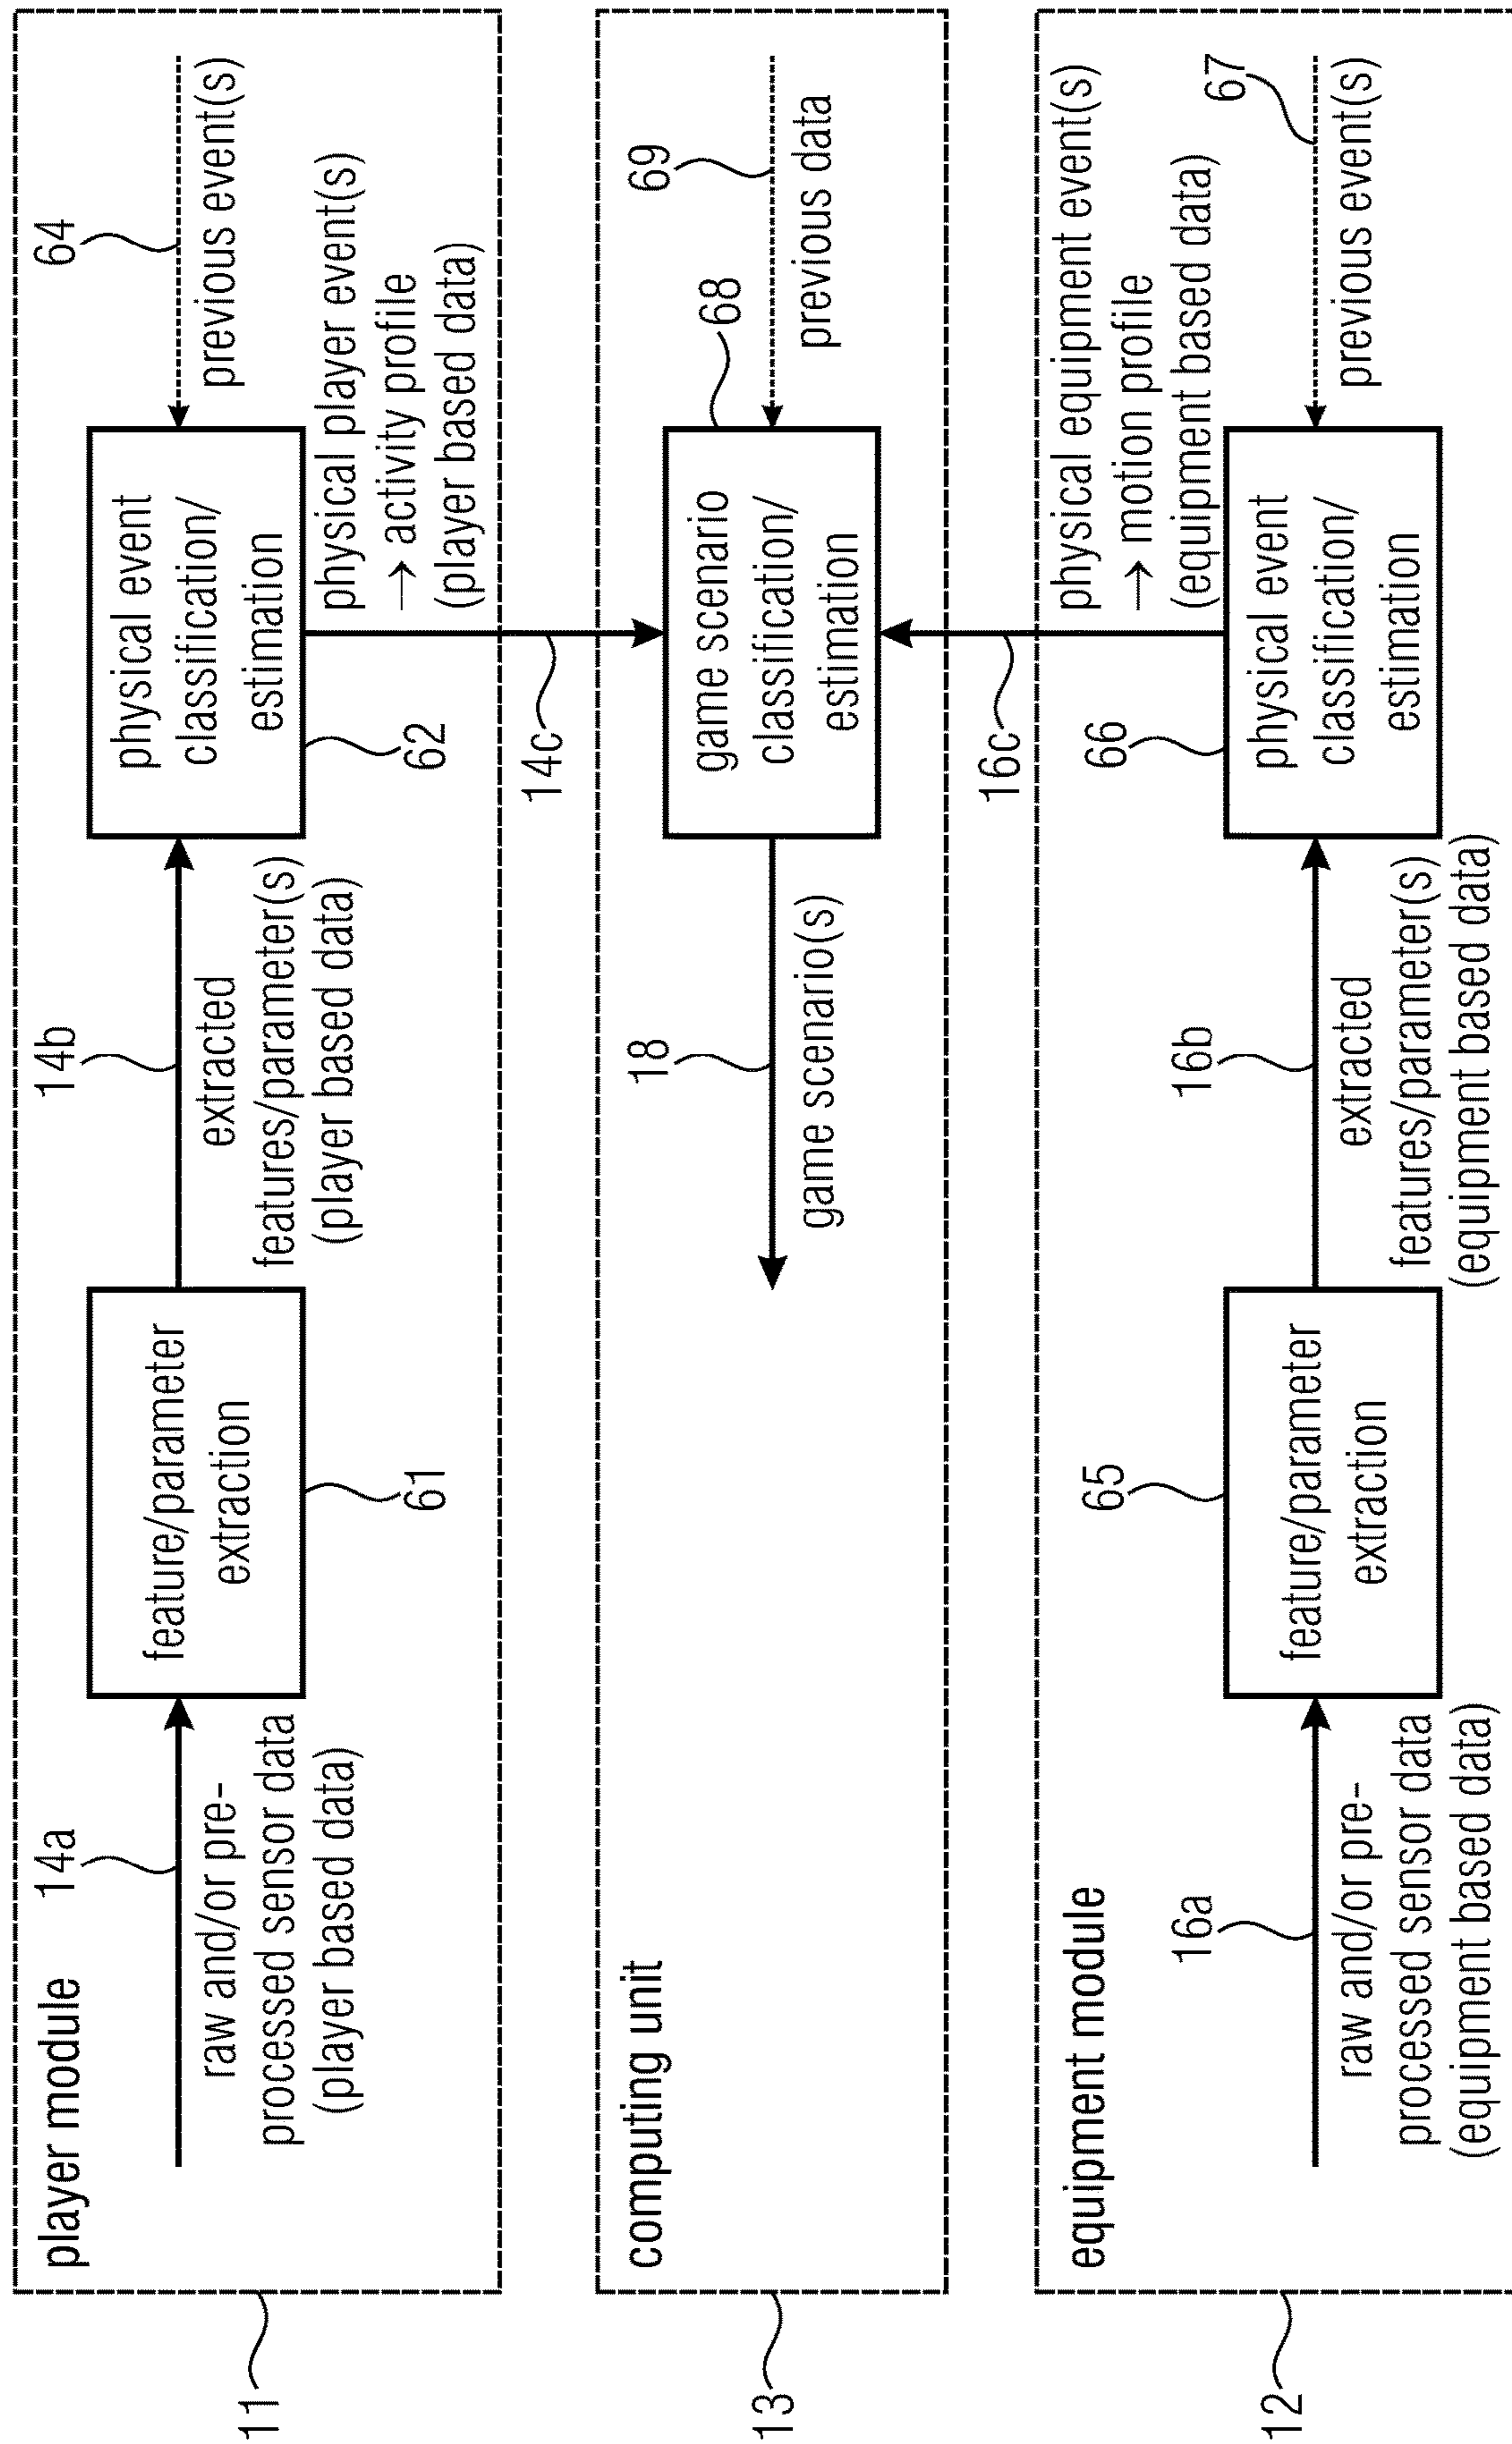 player module
14a
raw and/or pre-
processed sensor data
(player based data)
feature/parameter
extraction
61
14b
extracted
features/parameter(s)
(player based data)
physical event
classification/
estimation
62
64
previous event(s)
physical player event(s)
→ activity profile
(player based data)
11
14c
computing unit
18
game scenario(s)
game scenario
classification/
estimation
68
69
previous data
13
16c
equipment module
16a
raw and/or pre-
processed sensor data
(equipment based data)
65
feature/parameter
extraction
16b
extracted
features/parameter(s)
(equipment based data)
66
physical event
classification/
estimation
physical equipment event(s)
→ motion profile
(equipment based data)
67
previous event(s)
12